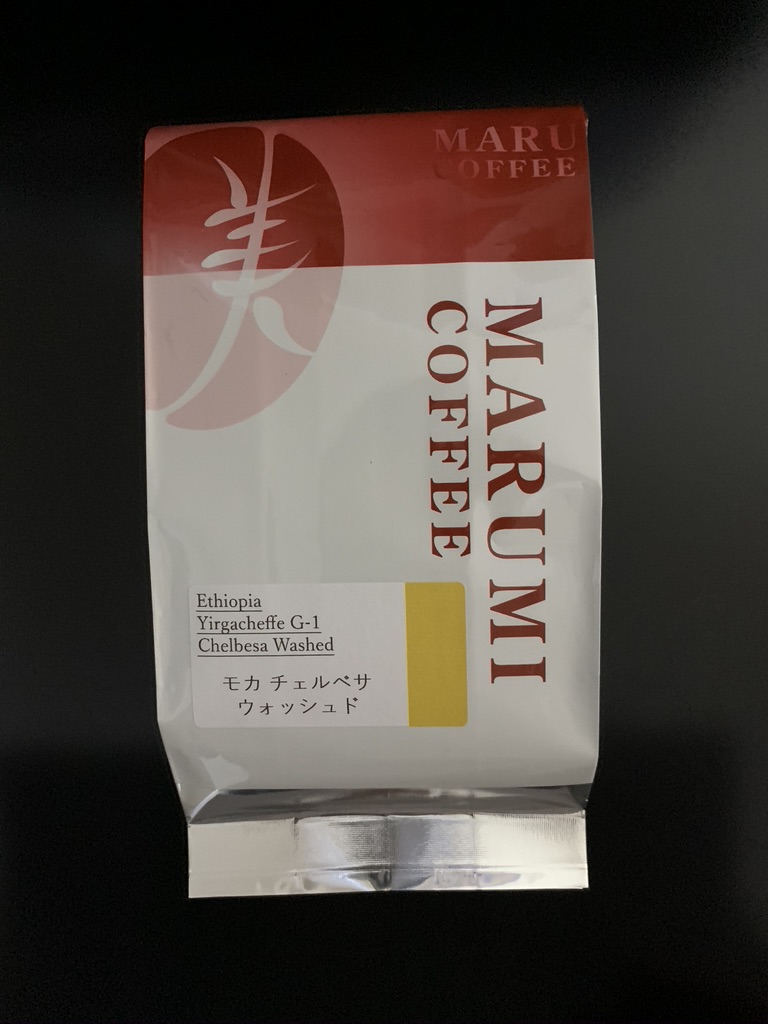 美
MARU
COFFEE
MARUMI
COFFEE
Ethiopia
Yirgacheffe G-1
Chelbesa Washed
モカ チェルベサ
ウォッシュド